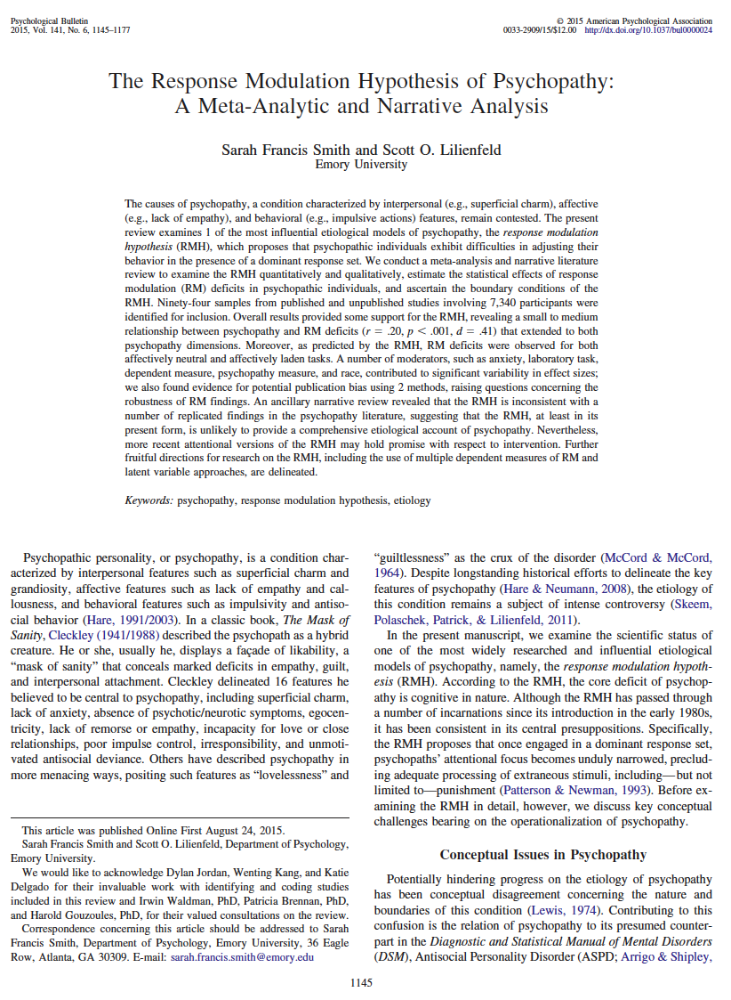 Psychological Bulletin
2015, Vol. 141, No. 6, 1145–1177
© 2015 American Psychological Association
0033-2909/15/$12.00 http://dx.doi.org/10.1037/bul0000024
The Response Modulation Hypothesis of Psychopathy:
A Meta-Analytic and Narrative Analysis
Sarah Francis Smith and Scott O. Lilienfeld
Emory University
The causes of psychopathy, a condition characterized by interpersonal (e.g., superficial charm), affective
(e.g., lack of empathy), and behavioral (e.g., impulsive actions) features, remain contested. The present
review examines 1 of the most influential etiological models of psychopathy, the response modulation
hypothesis (RMH), which proposes that psychopathic individuals exhibit difficulties in adjusting their
behavior in the presence of a dominant response set. We conduct a meta-analysis and narrative literature
review to examine the RMH quantitatively and qualitatively, estimate the statistical effects of response
modulation (RM) deficits in psychopathic individuals, and ascertain the boundary conditions of the
RMH. Ninety-four samples from published and unpublished studies involving 7,340 participants were
identified for inclusion. Overall results provided some support for the RMH, revealing a small to medium
relationship between psychopathy and RM deficits (r = .20, p < .001, d = .41) that extended to both
psychopathy dimensions. Moreover, as predicted by the RMH, RM deficits were observed for both
affectively neutral and affectively laden tasks. A number of moderators, such as anxiety, laboratory task,
dependent measure, psychopathy measure, and race, contributed to significant variability in effect sizes;
we also found evidence for potential publication bias using 2 methods, raising questions concerning the
robustness of RM findings. An ancillary narrative review revealed that the RMH is inconsistent with a
number of replicated findings in the psychopathy literature, suggesting that the RMH, at least in its
present form, is unlikely to provide a comprehensive etiological account of psychopathy. Nevertheless,
more recent attentional versions of the RMH may hold promise with respect to intervention. Further
fruitful directions for research on the RMH, including the use of multiple dependent measures of RM and
latent variable approaches, are delineated.
Keywords: psychopathy, response modulation hypothesis, etiology
Psychopathic personality, or psychopathy, is a condition char-
acterized by interpersonal features such as superficial charm and
grandiosity, affective features such as lack of empathy and cal-
lousness, and behavioral features such as impulsivity and antiso-
cial behavior (Hare, 1991/2003). In a classic book, The Mask of
Sanity, Cleckley (1941/1988) described the psychopath as a hybrid
creature. He or she, usually he, displays a façade of likability, a
“mask of sanity” that conceals marked deficits in empathy, guilt,
and interpersonal attachment. Cleckley delineated 16 features he
believed to be central to psychopathy, including superficial charm,
lack of anxiety, absence of psychotic/neurotic symptoms, egocen-
tricity, lack of remorse or empathy, incapacity for love or close
relationships, poor impulse control, irresponsibility, and unmoti-
vated antisocial deviance. Others have described psychopathy in
more menacing ways, positing such features as “lovelessness” and
This article was published Online First August 24, 2015.
Sarah Francis Smith and Scott O. Lilienfeld, Department of Psychology,
Emory University.
We would like to acknowledge Dylan Jordan, Wenting Kang, and Katie
Delgado for their invaluable work with identifying and coding studies
included in this review and Irwin Waldman, PhD, Patricia Brennan, PhD,
and Harold Gouzoules, PhD, for their valued consultations on the review.
Correspondence concerning this article should be addressed to Sarah
Francis Smith, Department of Psychology, Emory University, 36 Eagle
Row, Atlanta, GA 30309. E-mail: sarah.francis.smith@emory.edu
“guiltlessness” as the crux of the disorder (McCord & McCord,
1964). Despite longstanding historical efforts to delineate the key
features of psychopathy (Hare & Neumann, 2008), the etiology of
this condition remains a subject of intense controversy (Skeem,
Polaschek, Patrick, & Lilienfeld, 2011).
In the present manuscript, we examine the scientific status of
one of the most widely researched and influential etiological
models of psychopathy, namely, the response modulation hypoth-
esis (RMH). According to the RMH, the core deficit of psychop-
athy is cognitive in nature. Although the RMH has passed through
a number of incarnations since its introduction in the early 1980s,
it has been consistent in its central presuppositions. Specifically,
the RMH proposes that once engaged in a dominant response set,
psychopaths’ attentional focus becomes unduly narrowed, preclud-
ing adequate processing of extraneous stimuli, including—but not
limited to—punishment (Patterson & Newman, 1993). Before ex-
amining the RMH in detail, however, we discuss key conceptual
challenges bearing on the operationalization of psychopathy.
Conceptual Issues in Psychopathy
Potentially hindering progress on the etiology of psychopathy
has been conceptual disagreement concerning the nature and
boundaries of this condition (Lewis, 1974). Contributing to this
confusion is the relation of psychopathy to its presumed counter-
part in the Diagnostic and Statistical Manual of Mental Disorders
(DSM), Antisocial Personality Disorder (ASPD; Arrigo & Shipley,
1145